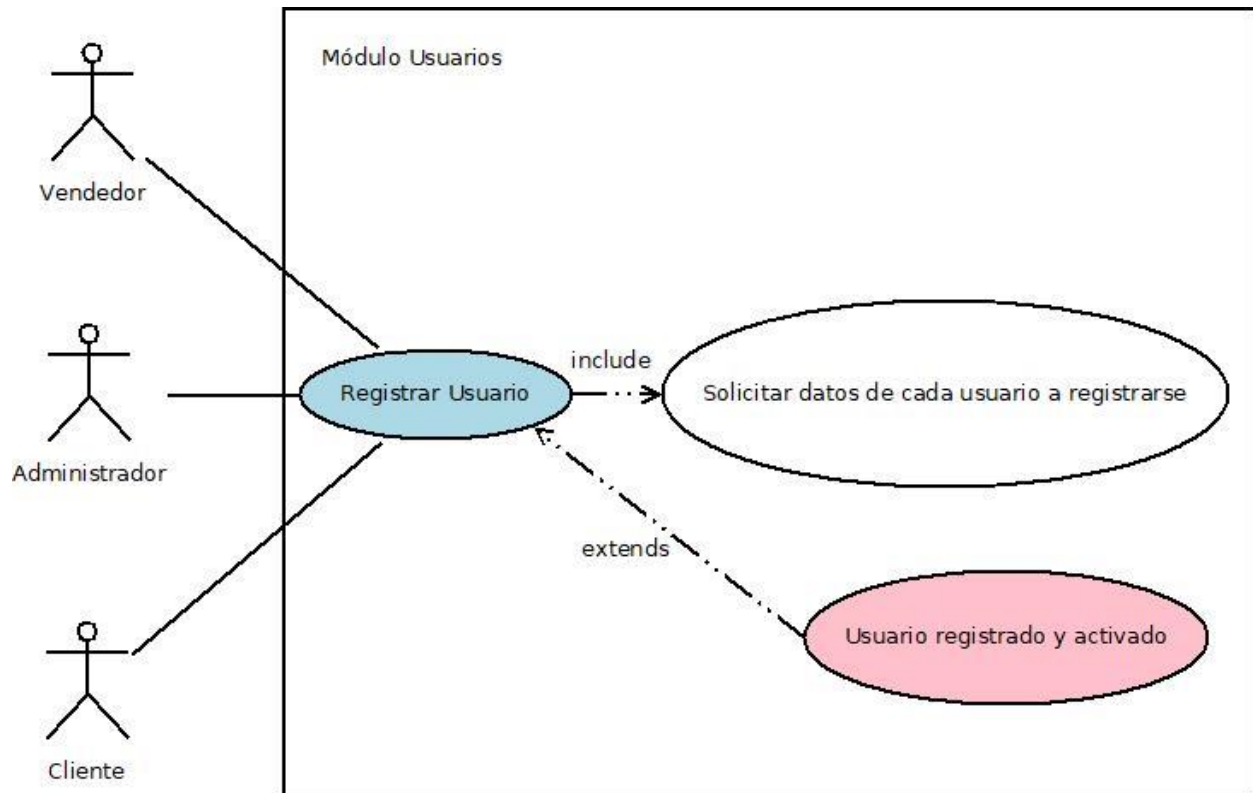 Módulo Usuarios
Vendedor
include
Registrar Usuario
Solicitar datos de cada usuario a registrarse
Administrador
extends
Usuario registrado y activado
Cliente